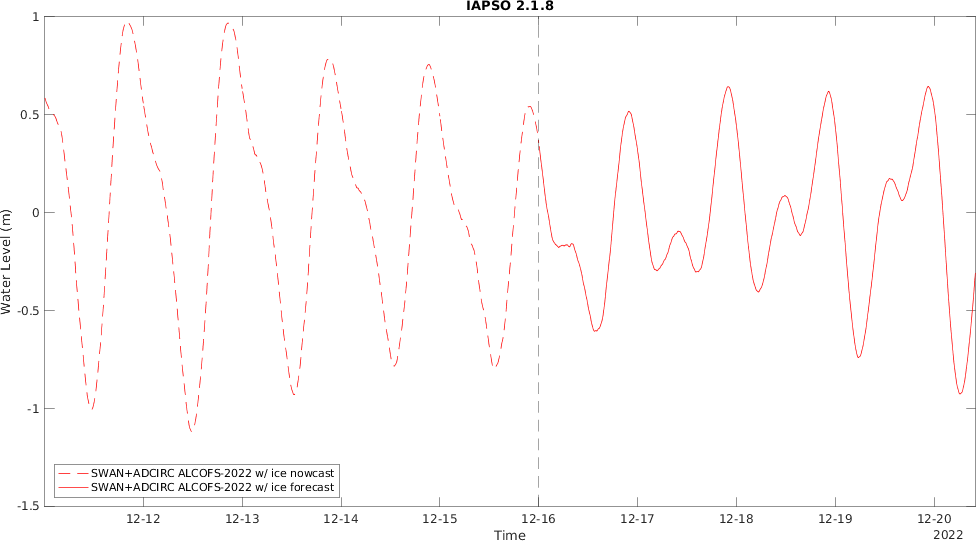 IAPSO 2.1.8
Water Level (m)
1
0.5
0
-0.5
-1
-1.5
SWAN+ADCIRC ALCOFS-2022 w/ ice nowcast
SWAN+ADCIRC ALCOFS-2022 w/ ice forecast
12-12 12-13 12-14 12-15 12-16 12-17 12-18 12-19 12-20
2022
Time